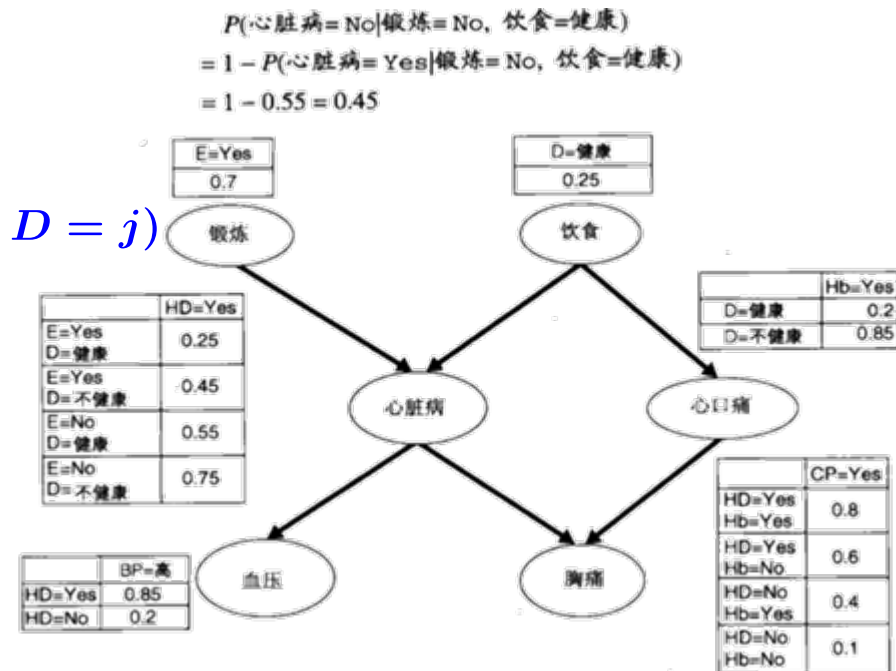 P(心脏病=No|锻炼=No, 饮食=健康)
= 1 − P(心脏病=Yes|锻炼=No, 饮食=健康)
= 1 − 0.55 = 0.45
E=Yes
0.7
D=健康
0.25
D = j)
锻炼
饮食
HD=Yes
E=Yes
D=健康
0.25
E=Yes
D=不健康
0.45
E=No
D=健康
0.55
E=No
D=不健康
0.75
Hb=Yes
D=健康 0.2
D=不健康 0.85
心脏病
心口痛
CP=Yes
HD=Yes
Hb=Yes
0.8
HD=Yes
Hb=No
0.6
HD=No
Hb=Yes
0.4
HD=No
Hb=No
0.1
BP=高
HD=Yes 0.85
HD=No 0.2
血压
胸痛